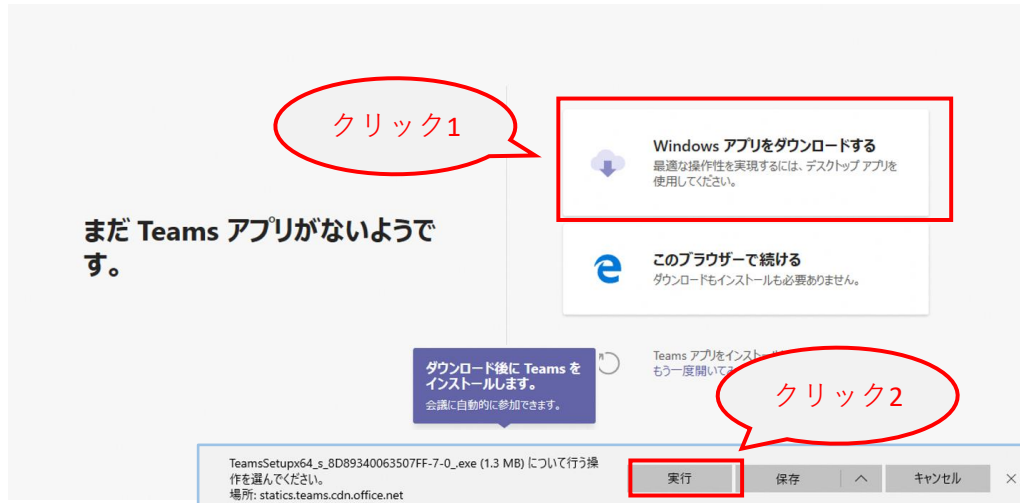 クリック1
Windows アプリをダウンロードする
最適な操作性を実現するには、デスクトップ アプリを
使用してください。
まだ Teams アプリがないようで
す。
このブラウザーで続ける
ダウンロードもインストールも必要ありません。
ダウンロード後に Teams を
インストールします。
会議に自動的に参加できます。
Teams アプリをインストール
もう一度開いて
クリック2
TeamsSetupx64_s_8D89340063507FF-7-0_.exe (1.3 MB) について行う操
作を選んでください。
場所: statics.teams.cdn.office.net
実行
保存
キャンセル